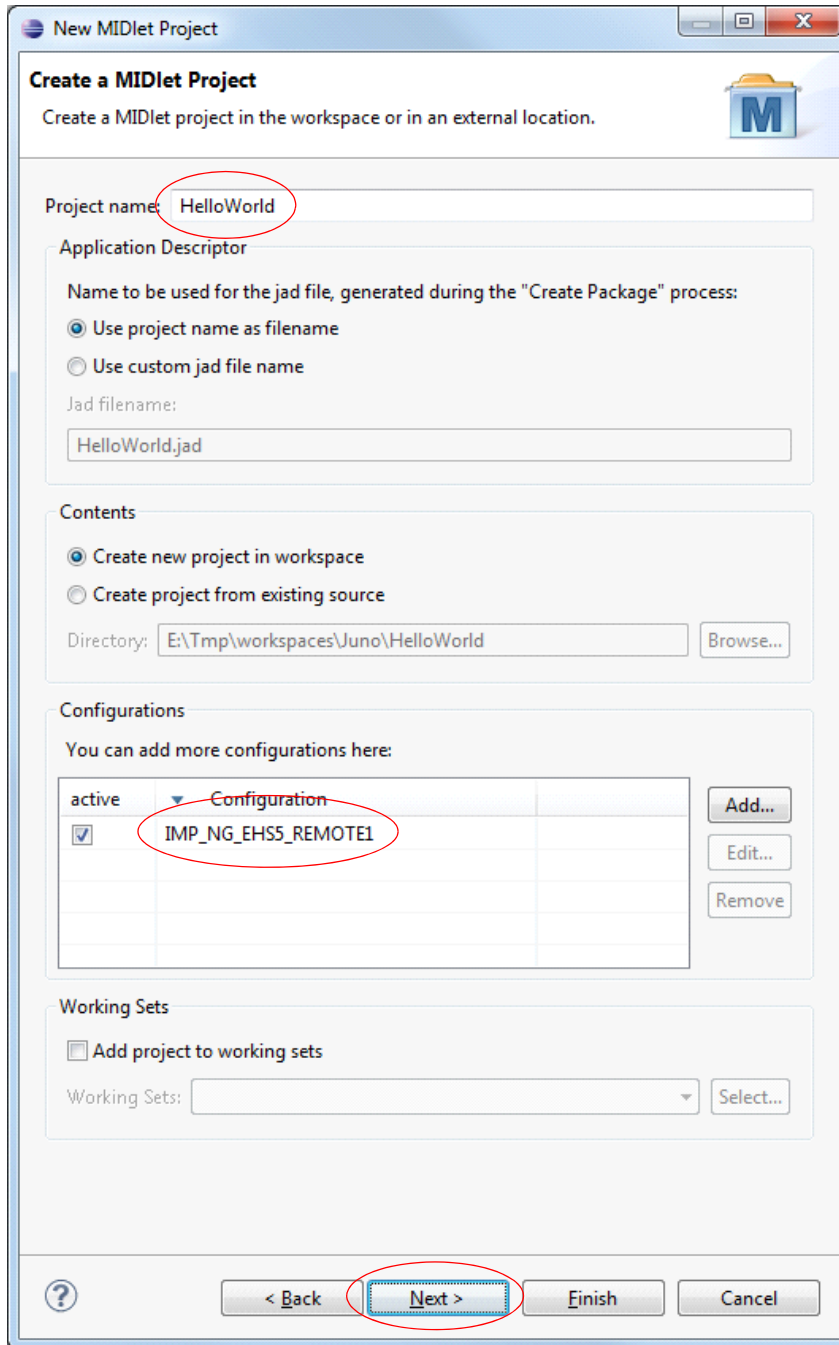 New MIDlet Project
Create a MIDlet Project
Create a MIDlet project in the workspace or in an external location.
M
Project name: HelloWorld
Application Descriptor
Name to be used for the jad file, generated during the "Create Package" process:
Use project name as filename
Use custom jad file name
Jad filename:
HelloWorld.jad
Contents
Create new project in workspace
Create project from existing source
Directory: E:\Tmp\workspaces\Juno\HelloWorld Browse...
Configurations
You can add more configurations here:
active Configuration Add...
IMP_NG_EHS5_REMOTE1
Edit...
Remove
Working Sets
Add project to working sets
Working Sets: Select...
? < Back Next > Finish Cancel